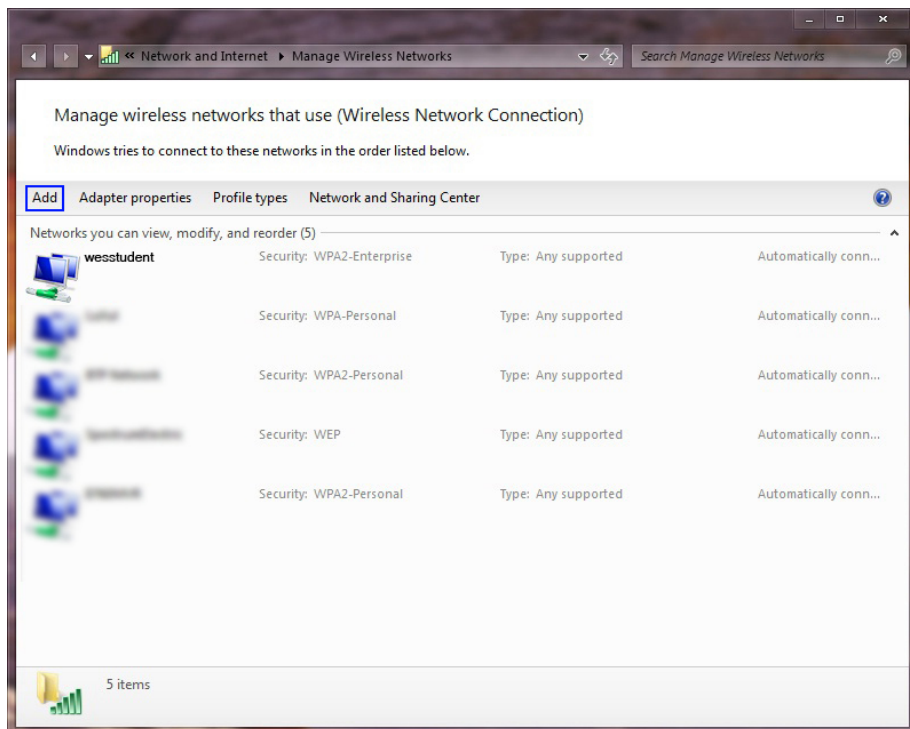 « Network and Internet ▸ Manage Wireless Networks Search Manage Wireless Networks
Manage wireless networks that use (Wireless Network Connection)
Windows tries to connect to these networks in the order listed below.
Add Adapter properties Profile types Network and Sharing Center
Networks you can view, modify, and reorder (5)
wesstudent Security: WPA2-Enterprise Type: Any supported Automatically conn...
Security: WPA-Personal Type: Any supported Automatically conn...
Security: WPA2-Personal Type: Any supported Automatically conn...
Security: WEP Type: Any supported Automatically conn...
Security: WPA2-Personal Type: Any supported Automatically conn...
5 items